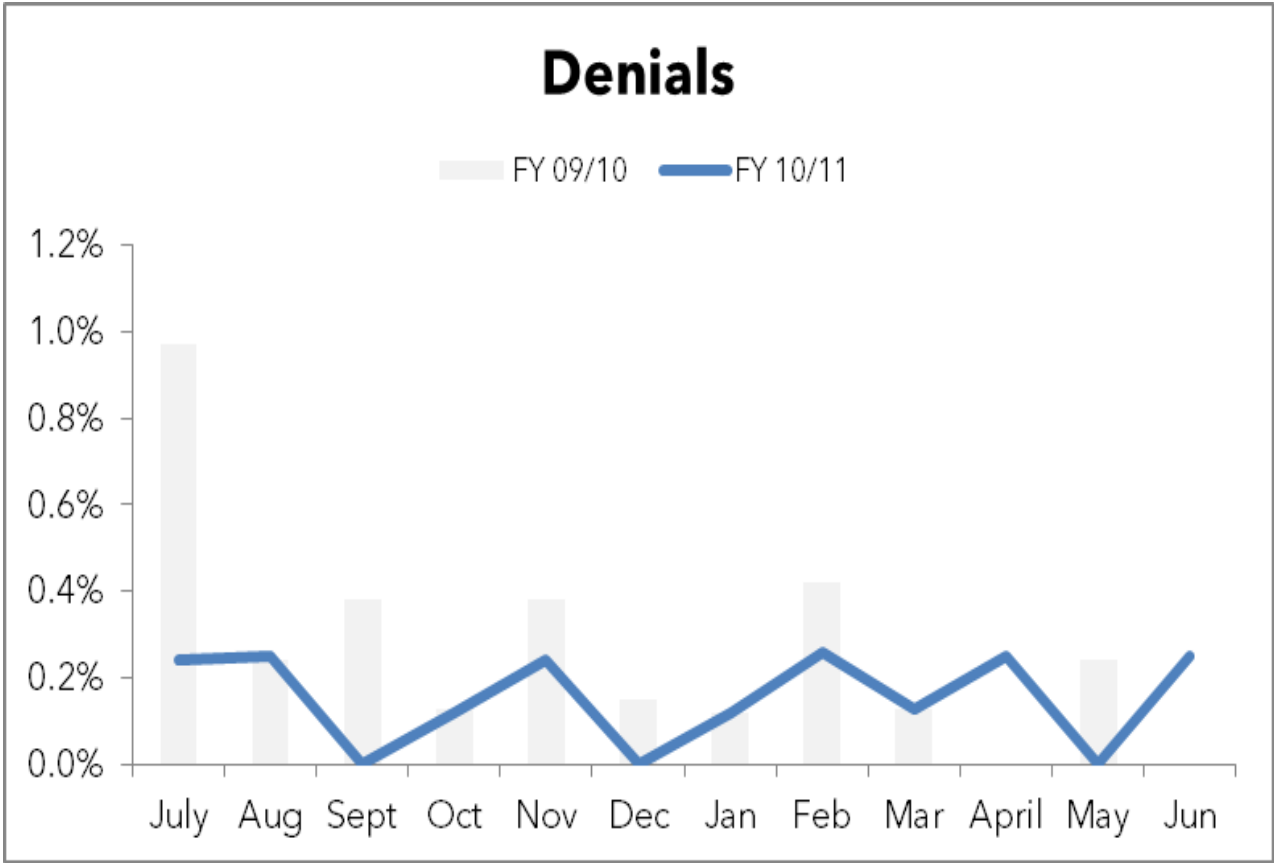 Denials
FY 09/10 FY 10/11
1.2%
1.0%
0.8%
0.6%
0.4%
0.2%
0.0%
July Aug Sept Oct Nov Dec Jan Feb Mar April May Jun